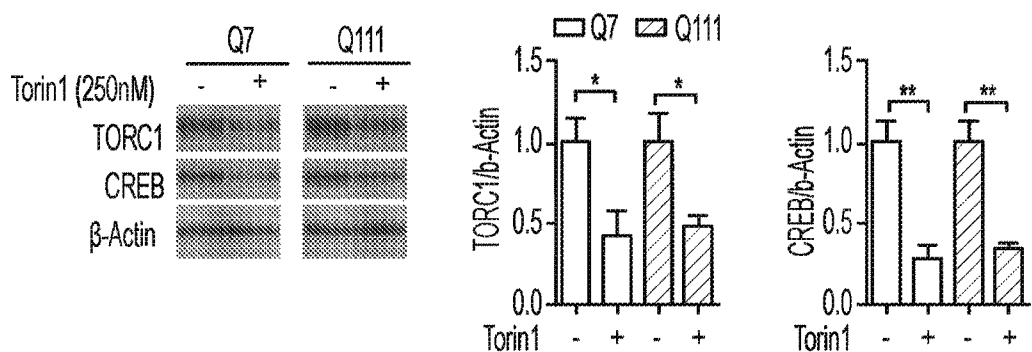 Q7 Q111
Torin1 (250nM) - + - +
TORC1
CREB
β-Actin
Q7 Q111
TORC1/b-Actin
1.5
1.0
0.5
0.0
* *
Torin1 - + - +
CREB/b-Actin
1.5
1.0
0.5
0.0
** **
Torin1 - + - +